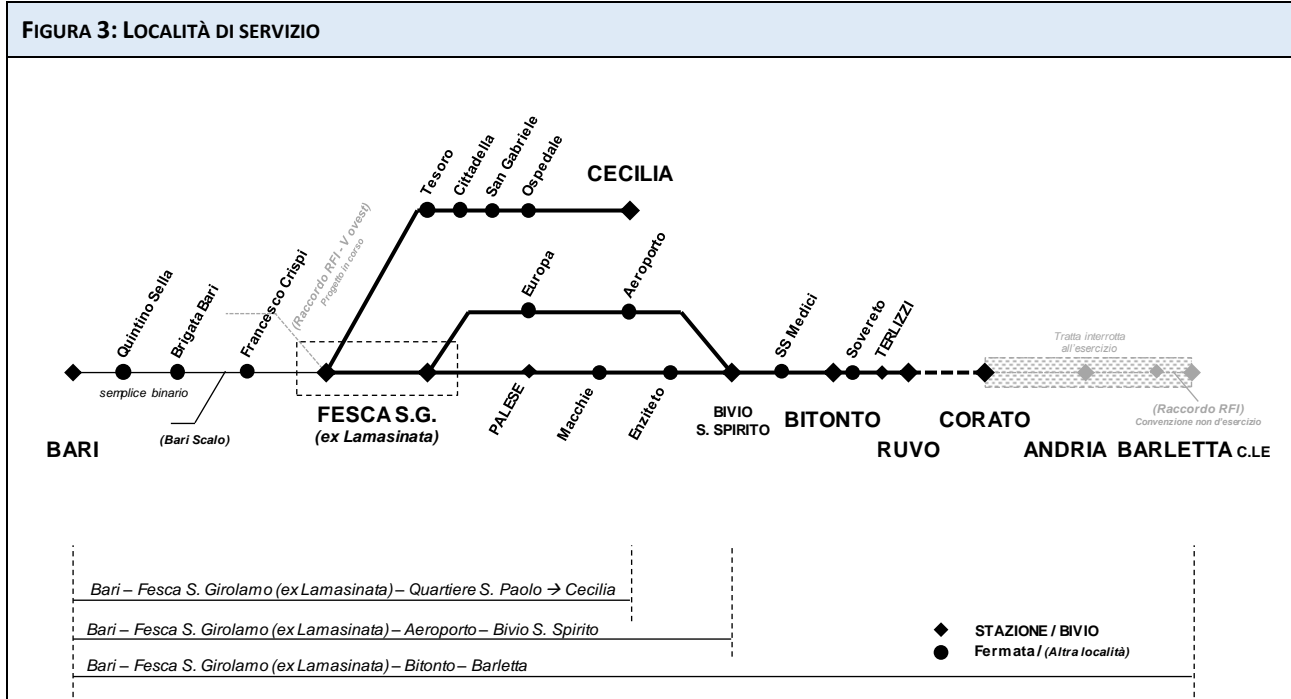 FIGURA 3: LOCALITÀ DI SERVIZIO
Tesoro
Cittadella
San Gabriele
Ospedale
CECILIA
Quintino Sella
Brigata Bari
Francesco Crispi
(Raccordo RFI - V ovest)
Progetto in corso
Europa
Aeroporto
SS Medici
Sovereto
TERLIZZI
Tratta interrotta
all'esercizio
semplice binario
(Bari Scalo)
BARI
FESCA S.G.
(ex Lamasinata)
PALESE
Macchie
Enziteto
BIVIO
S. SPIRITO
BITONTO
RUVO
CORATO
ANDRIA
BARLETTA C.LE
(Raccordo RFI)
Convenzione non d'esercizio
Bari – Fesca S. Girolamo (ex Lamasinata) – Quartiere S. Paolo → Cecilia
Bari – Fesca S. Girolamo (ex Lamasinata) – Aeroporto – Bivio S. Spirito
Bari – Fesca S. Girolamo (ex Lamasinata) – Bitonto – Barletta
STAZIONE / BIVIO
Fermata / (Altra località)